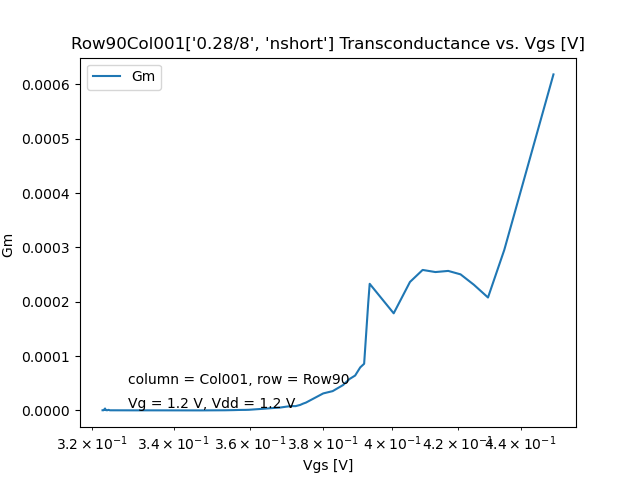 Row90Col001['0.28/8', 'nshort'] Transconductance vs. Vgs [V]
Gm
0.0006
0.0005
0.0004
0.0003
0.0002
0.0001
0.0000
Gm
column = Col001, row = Row90
Vg = 1.2 V, Vdd = 1.2 V
3.2 × 10⁻¹ 3.4 × 10⁻¹ 3.6 × 10⁻¹ 3.8 × 10⁻¹ 4 × 10⁻¹ 4.2 × 10⁻¹ 4.4 × 10⁻¹
Vgs [V]